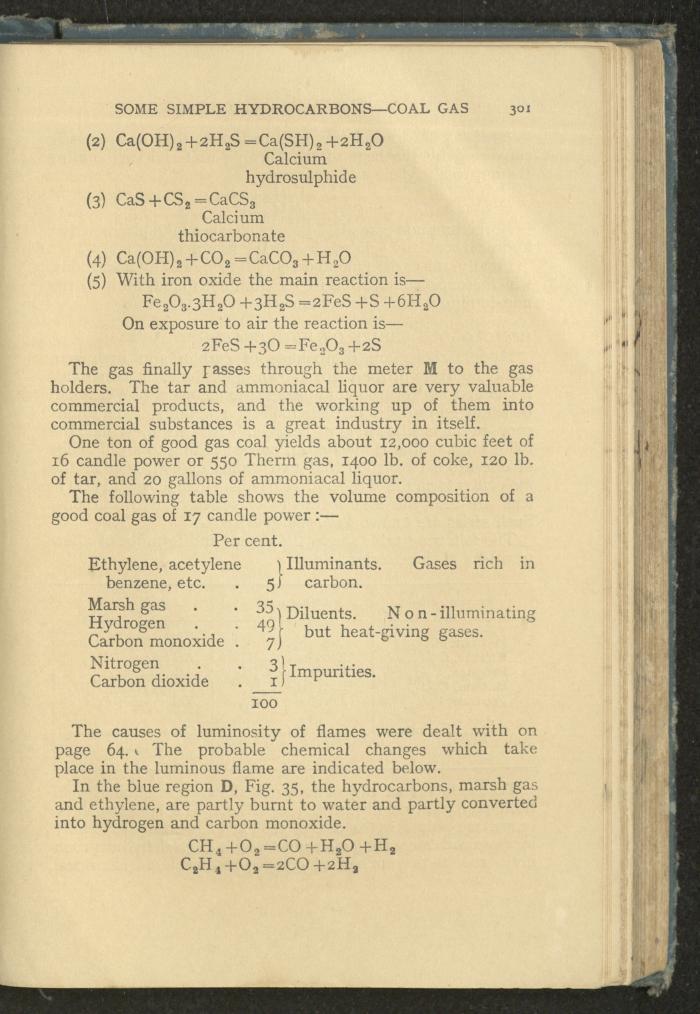 SOME SIMPLE HYDROCARBONS—COAL GAS 301
(2) Ca(OH)₂+2H₂S=Ca(SH)₂+2H₂O
Calcium
hydrosulphide
(3) CaS+CS₂=CaCS₃
Calcium
thiocarbonate
(4) Ca(OH)₂+CO₂=CaCO₃+H₂O
(5) With iron oxide the main reaction is—
Fe₂O₃.3H₂O+3H₂S=2FeS+S+6H₂O
On exposure to air the reaction is—
2FeS+3O=Fe₂O₃+2S
The gas finally passes through the meter M to the gas
holders. The tar and ammoniacal liquor are very valuable
commercial products, and the working up of them into
commercial substances is a great industry in itself.
One ton of good gas coal yields about 12,000 cubic feet of
16 candle power or 550 Therm gas, 1400 lb. of coke, 120 lb.
of tar, and 20 gallons of ammoniacal liquor.
The following table shows the volume composition of a
good coal gas of 17 candle power:—
Per cent.
Ethylene, acetylene } Illuminants. Gases rich in
benzene, etc. . 5} carbon.
Marsh gas . . 35} Diluents. Non-illuminating
Hydrogen . . 49} but heat-giving gases.
Carbon monoxide . 7}
Nitrogen . . 3} Impurities.
Carbon dioxide . 1}
100
The causes of luminosity of flames were dealt with on
page 64. The probable chemical changes which take
place in the luminous flame are indicated below.
In the blue region D, Fig. 35, the hydrocarbons, marsh gas
and ethylene, are partly burnt to water and partly converted
into hydrogen and carbon monoxide.
CH₄+O₂=CO+H₂O+H₂
C₂H₄+O₂=2CO+2H₂